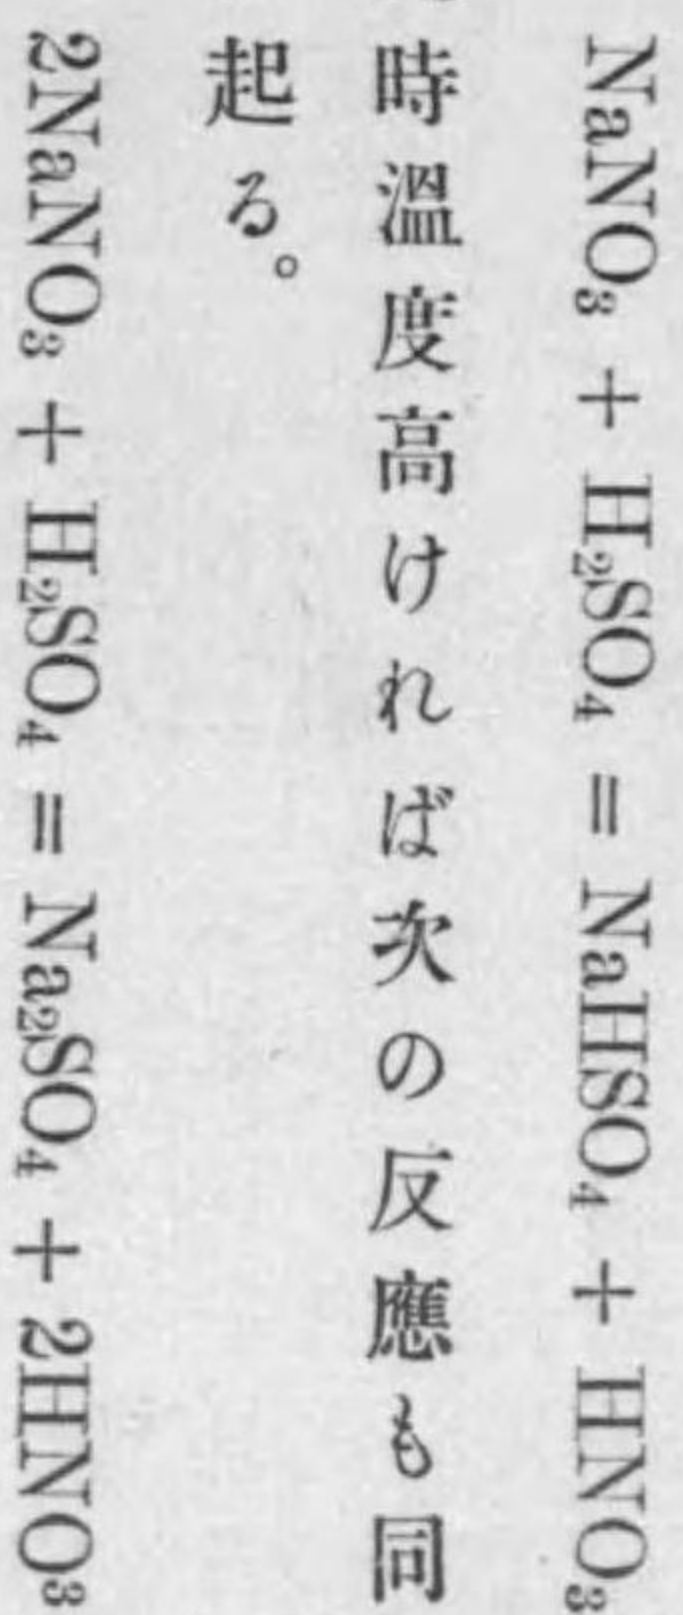 NaNO₃ + H₂SO₄ = NaHSO₄ + HNO₃
時溫度高ければ次の反應も同
起る。
2NaNO₃ + H₂SO₄ = Na₂SO₄ + 2HNO³